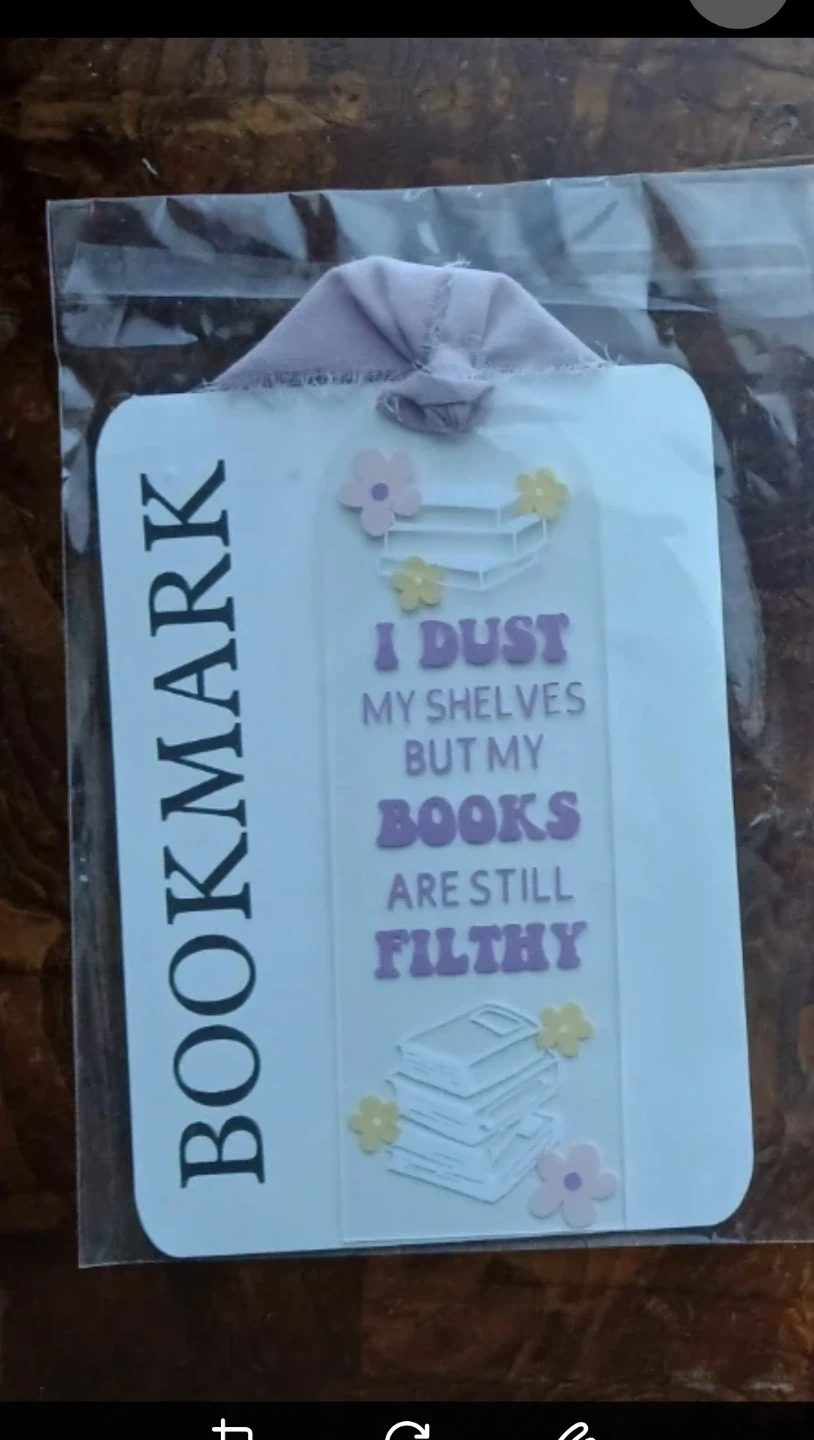 BOOKMARK
I DUST
MY SHELVES
BUT MY
BOOKS
ARE STILL
FILTHY